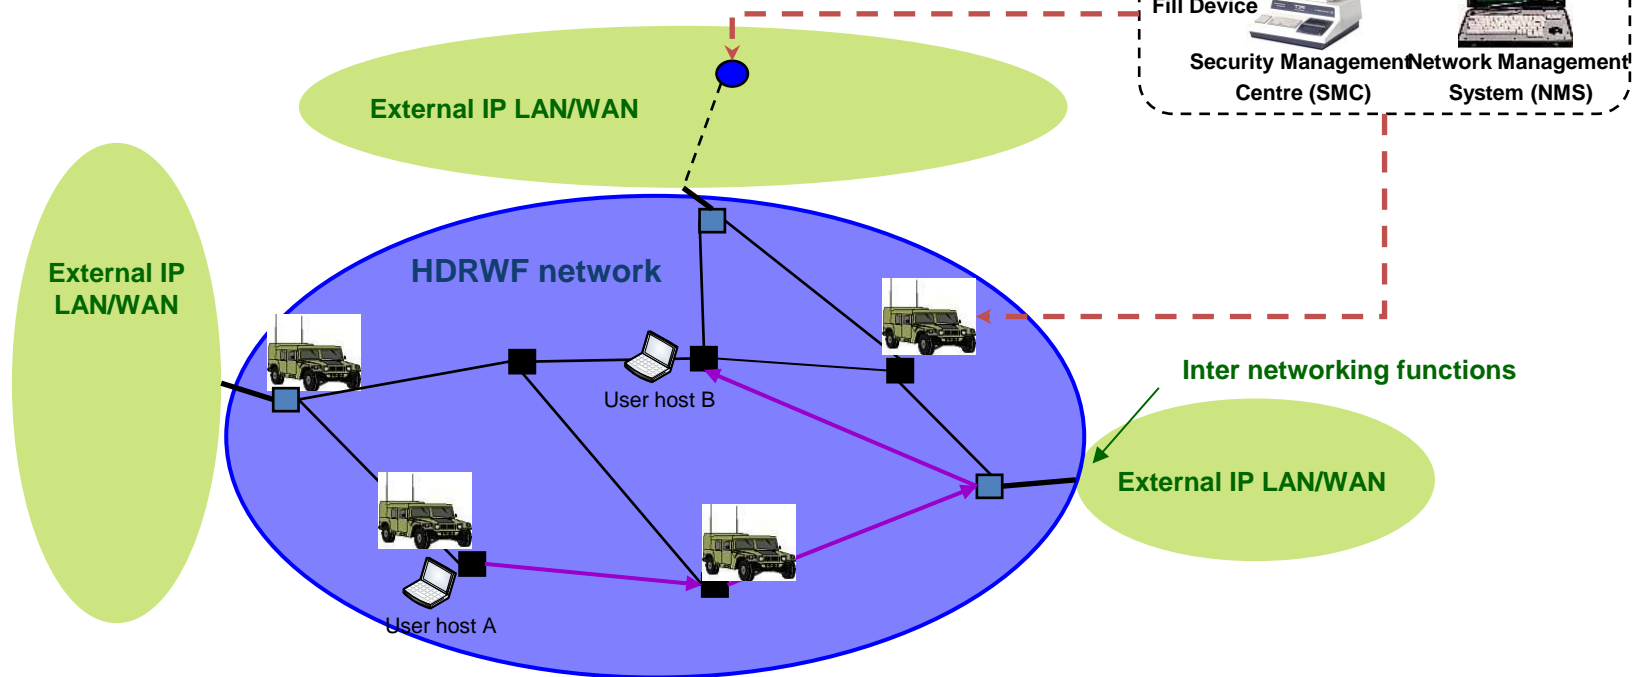 Fill Device
Security Management
Centre (SMC)
Network Management
System (NMS)
External IP LAN/WAN
External IP
LAN/WAN
HDRWF network
Inter networking functions
User host B
External IP LAN/WAN
User host A